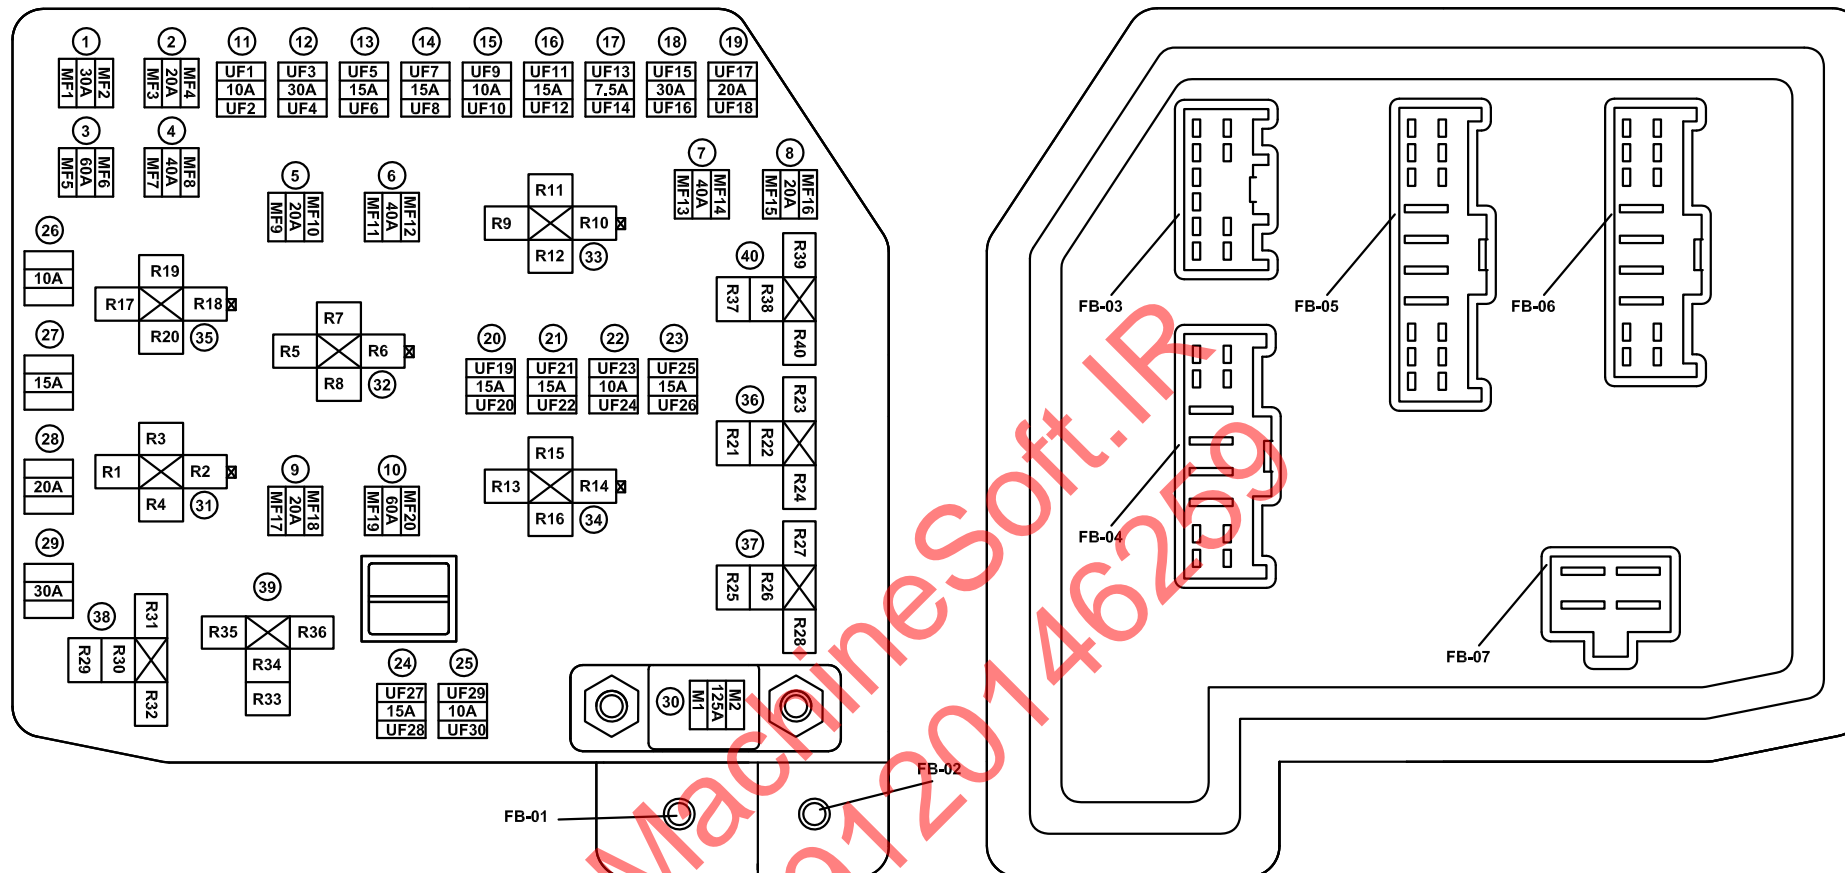 1 2 11 12 13 14 15 16 17 18 19
MF1 30A MF2
MF3 20A MF4
UF1 10A UF2
UF3 30A UF4
UF5 15A UF6
UF7 15A UF8
UF9 10A UF10
UF11 15A UF12
UF13 7.5A UF14
UF15 30A UF16
UF17 20A UF18
3 4
MF5 60A MF6
MF7 40A MF8
5 6 7 8
MF9 20A MF10
MF11 40A MF12
MF13 40A MF14
MF15 20A MF16
R11
R9 R10
R12 33
26
10A
R19
R17 R18
R20 35
R7
R5 R6
R8 32
40
R39
R37 R38
R40
27
15A
20 21 22 23
UF19 15A UF20
UF21 15A UF22
UF23 10A UF24
UF25 15A UF26
36
R23
R21 R22
R24
28
20A
R3
R1 R2
R4 31
9 10
MF17 20A MF18
MF19 60A MF20
R15
R13 R14
R16 34
37
R27
R25 R26
R28
29
30A
38
R31
R29 R30
R32
39
R35 R36
R34
R33
24 25
UF27 15A UF28
UF29 10A UF30
30
M1 125A M2
FB-01
FB-02
FB-03
FB-05
FB-06
FB-04
FB-07
MachineSoft.IR
09120146259